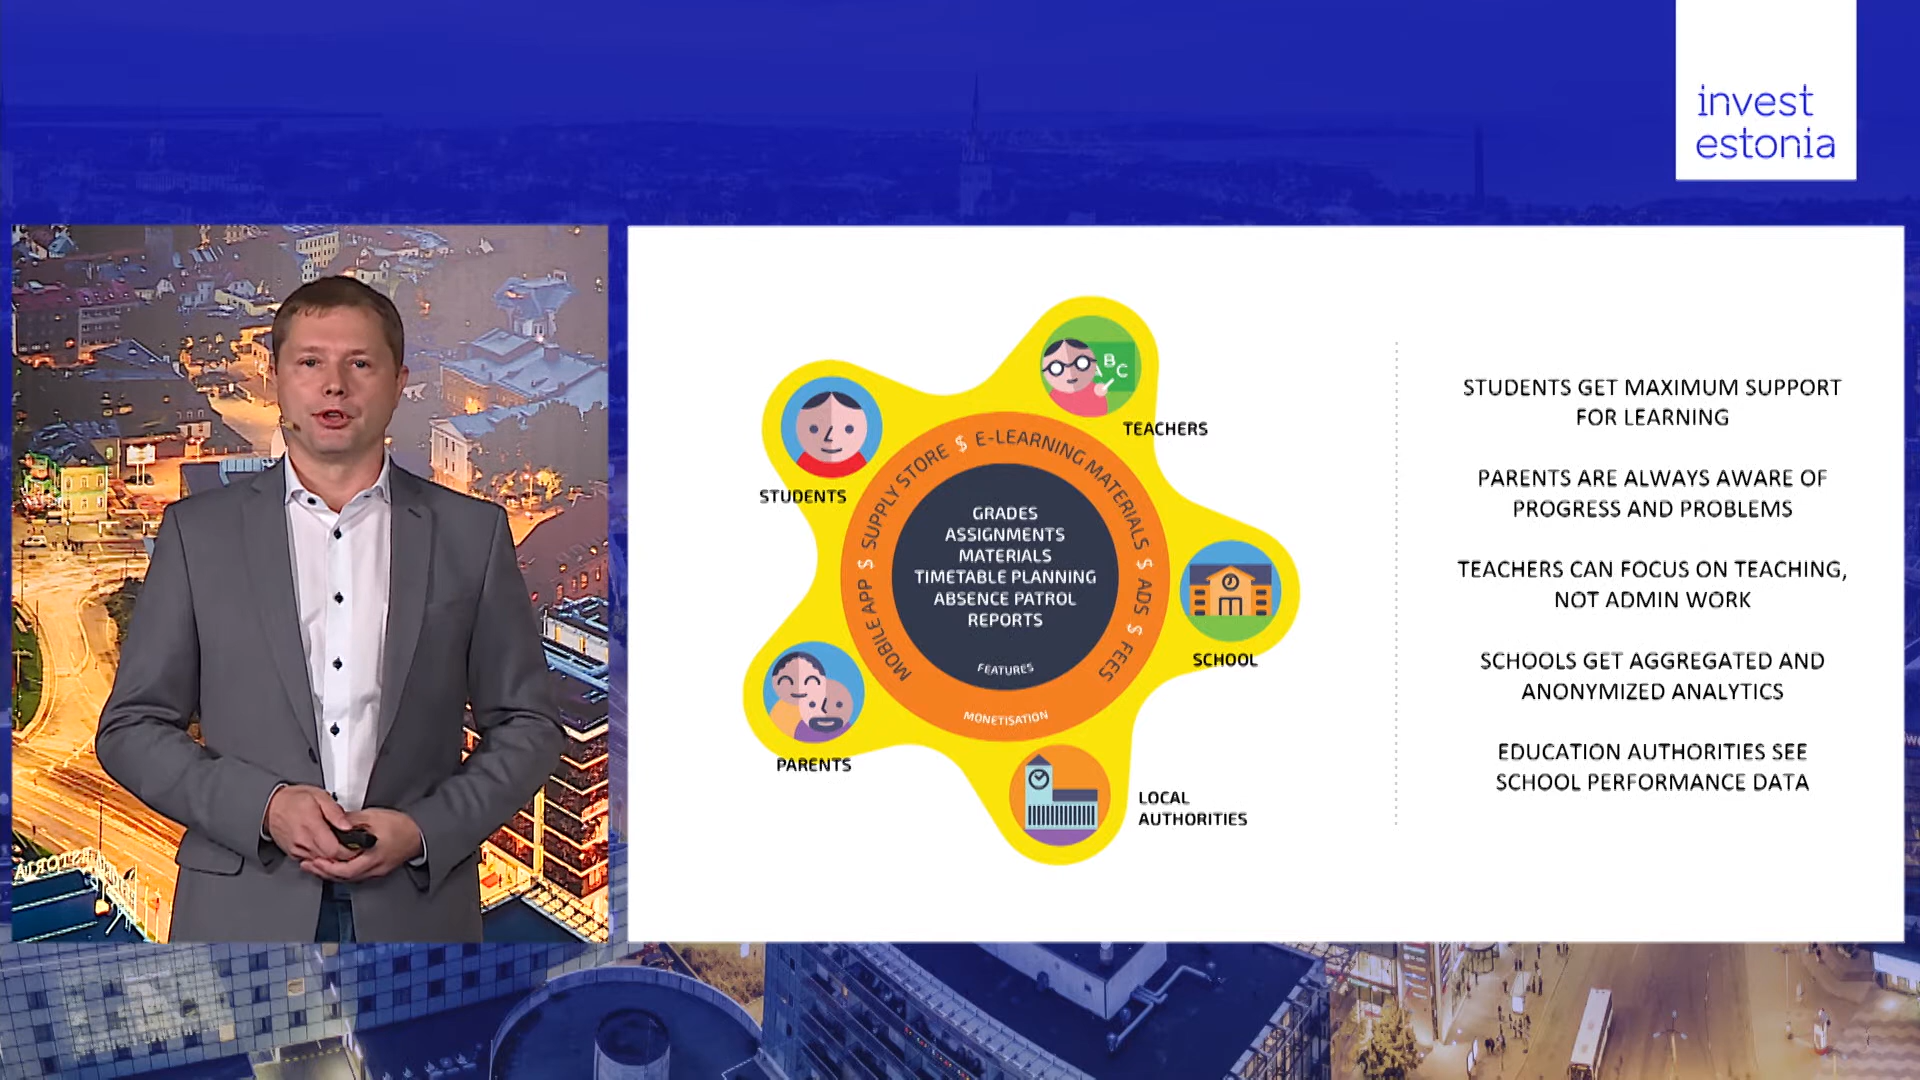 invest
estonia
TEACHERS
STUDENTS
SCHOOL
PARENTS
LOCAL
AUTHORITIES
A B C
MOBILE APP $ SUPPLY STORE $ E-LEARNING MATERIALS $ ADS $ FEES
GRADES
ASSIGNMENTS
MATERIALS
TIMETABLE PLANNING
ABSENCE PATROL
REPORTS
FEATURES
MONETISATION
STUDENTS GET MAXIMUM SUPPORT
FOR LEARNING
PARENTS ARE ALWAYS AWARE OF
PROGRESS AND PROBLEMS
TEACHERS CAN FOCUS ON TEACHING,
NOT ADMIN WORK
SCHOOLS GET AGGREGATED AND
ANONYMIZED ANALYTICS
EDUCATION AUTHORITIES SEE
SCHOOL PERFORMANCE DATA